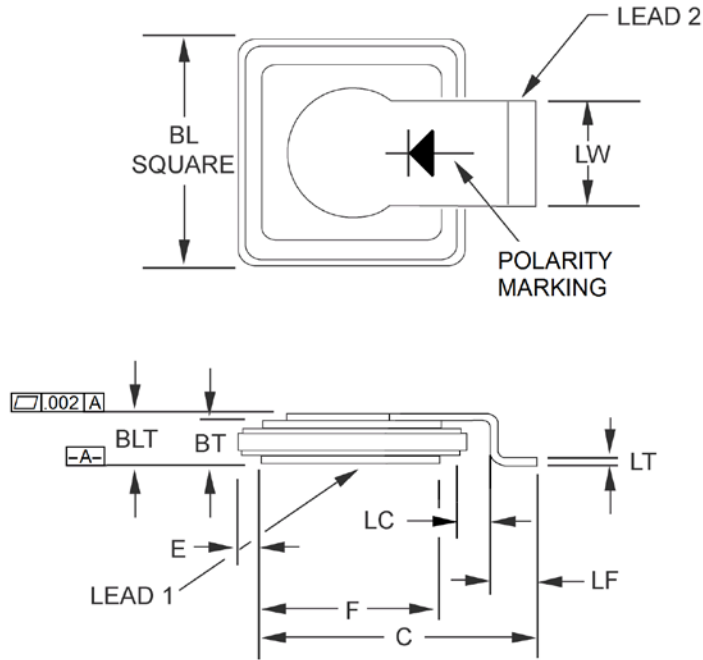 LEAD 2
BL
SQUARE
LW
POLARITY
MARKING
.002 A
BLT
BT
-A-
LT
LC
E
LEAD 1
LF
F
C